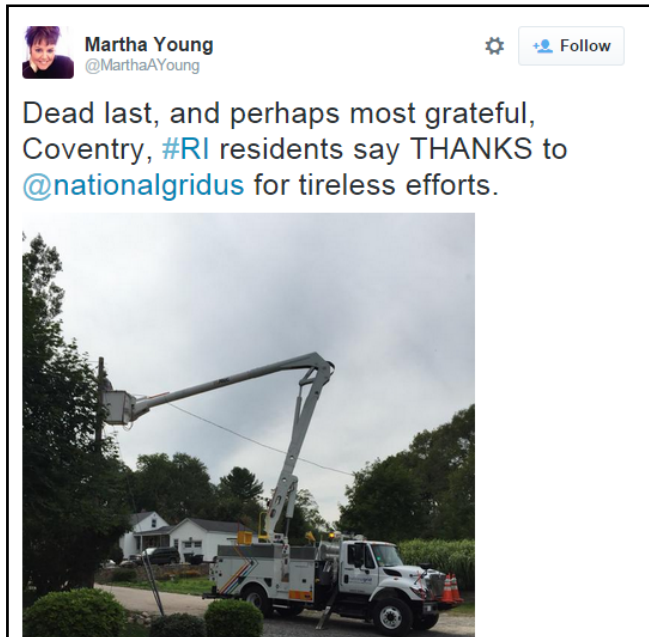 Martha Young
@MarthaAYoung
Follow
Dead last, and perhaps most grateful,
Coventry, #RI residents say THANKS to
@nationalgridus for tireless efforts.